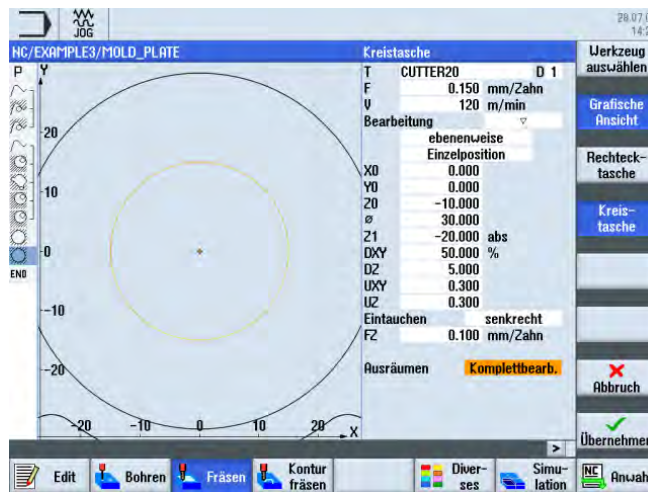 JOG
28.07.
14:2
NC/EXAMPLE3/MOLD_PLATE
Kreistasche
Werkzeug
auswählen
P
Y
T CUTTER20 D 1
F 0.150 mm/Zahn
V 120 m/min
Bearbeitung ▽
ebenenweise
Einzelposition
X0 0.000
Y0 0.000
Z0 -10.000
ø 30.000
Z1 -20.000 abs
DXY 50.000 %
DZ 5.000
UXY 0.300
UZ 0.300
Eintauchen senkrecht
FZ 0.100 mm/Zahn
Ausräumen Komplettbearb.
Grafische
Ansicht
Rechteck-
tasche
Kreis-
tasche
Abbruch
Übernehmen
20
10
0
-10
-20
END
-20 -10 0 10 20 X
>
Edit
Bohren
Fräsen
Kontur
fräsen
Diver-
ses
Simu-
lation
NC
Anwah